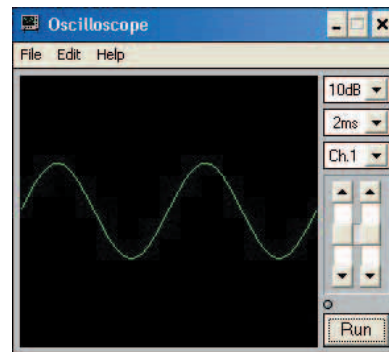 Oscilloscope
File Edit Help
10dB
2ms
Ch.1
Run